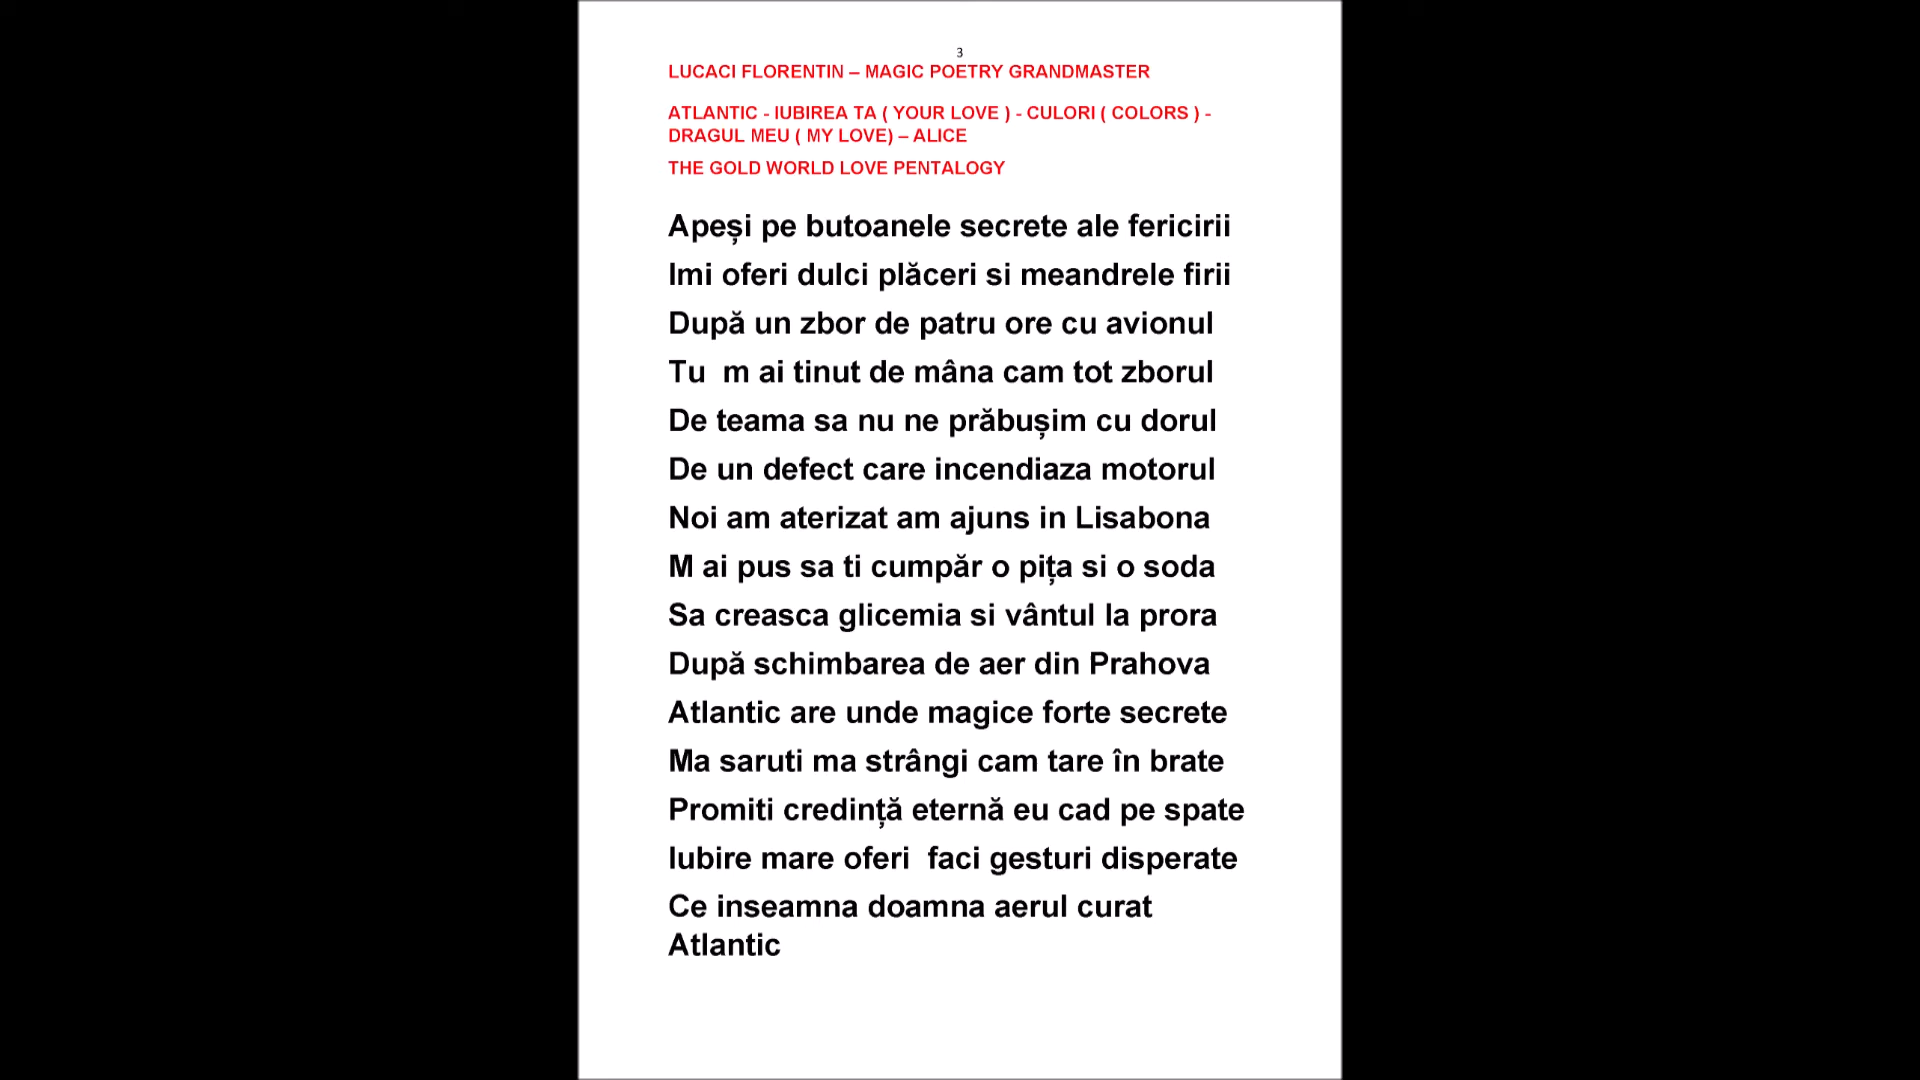 3
LUCACI FLORENTIN – MAGIC POETRY GRANDMASTER
ATLANTIC - IUBIREA TA ( YOUR LOVE ) - CULORI ( COLORS ) -
DRAGUL MEU ( MY LOVE) – ALICE
THE GOLD WORLD LOVE PENTALOGY
Apeși pe butoanele secrete ale fericirii
Imi oferi dulci plăceri si meandrele firii
După un zbor de patru ore cu avionul
Tu  m ai tinut de mâna cam tot zborul
De teama sa nu ne prăbușim cu dorul
De un defect care incendiaza motorul
Noi am aterizat am ajuns in Lisabona
M ai pus sa ti cumpăr o pița si o soda
Sa creasca glicemia si vântul la prora
După schimbarea de aer din Prahova
Atlantic are unde magice forte secrete
Ma saruti ma strângi cam tare în brate
Promiti credință eternă eu cad pe spate
Iubire mare oferi  faci gesturi disperate
Ce inseamna doamna aerul curat
Atlantic